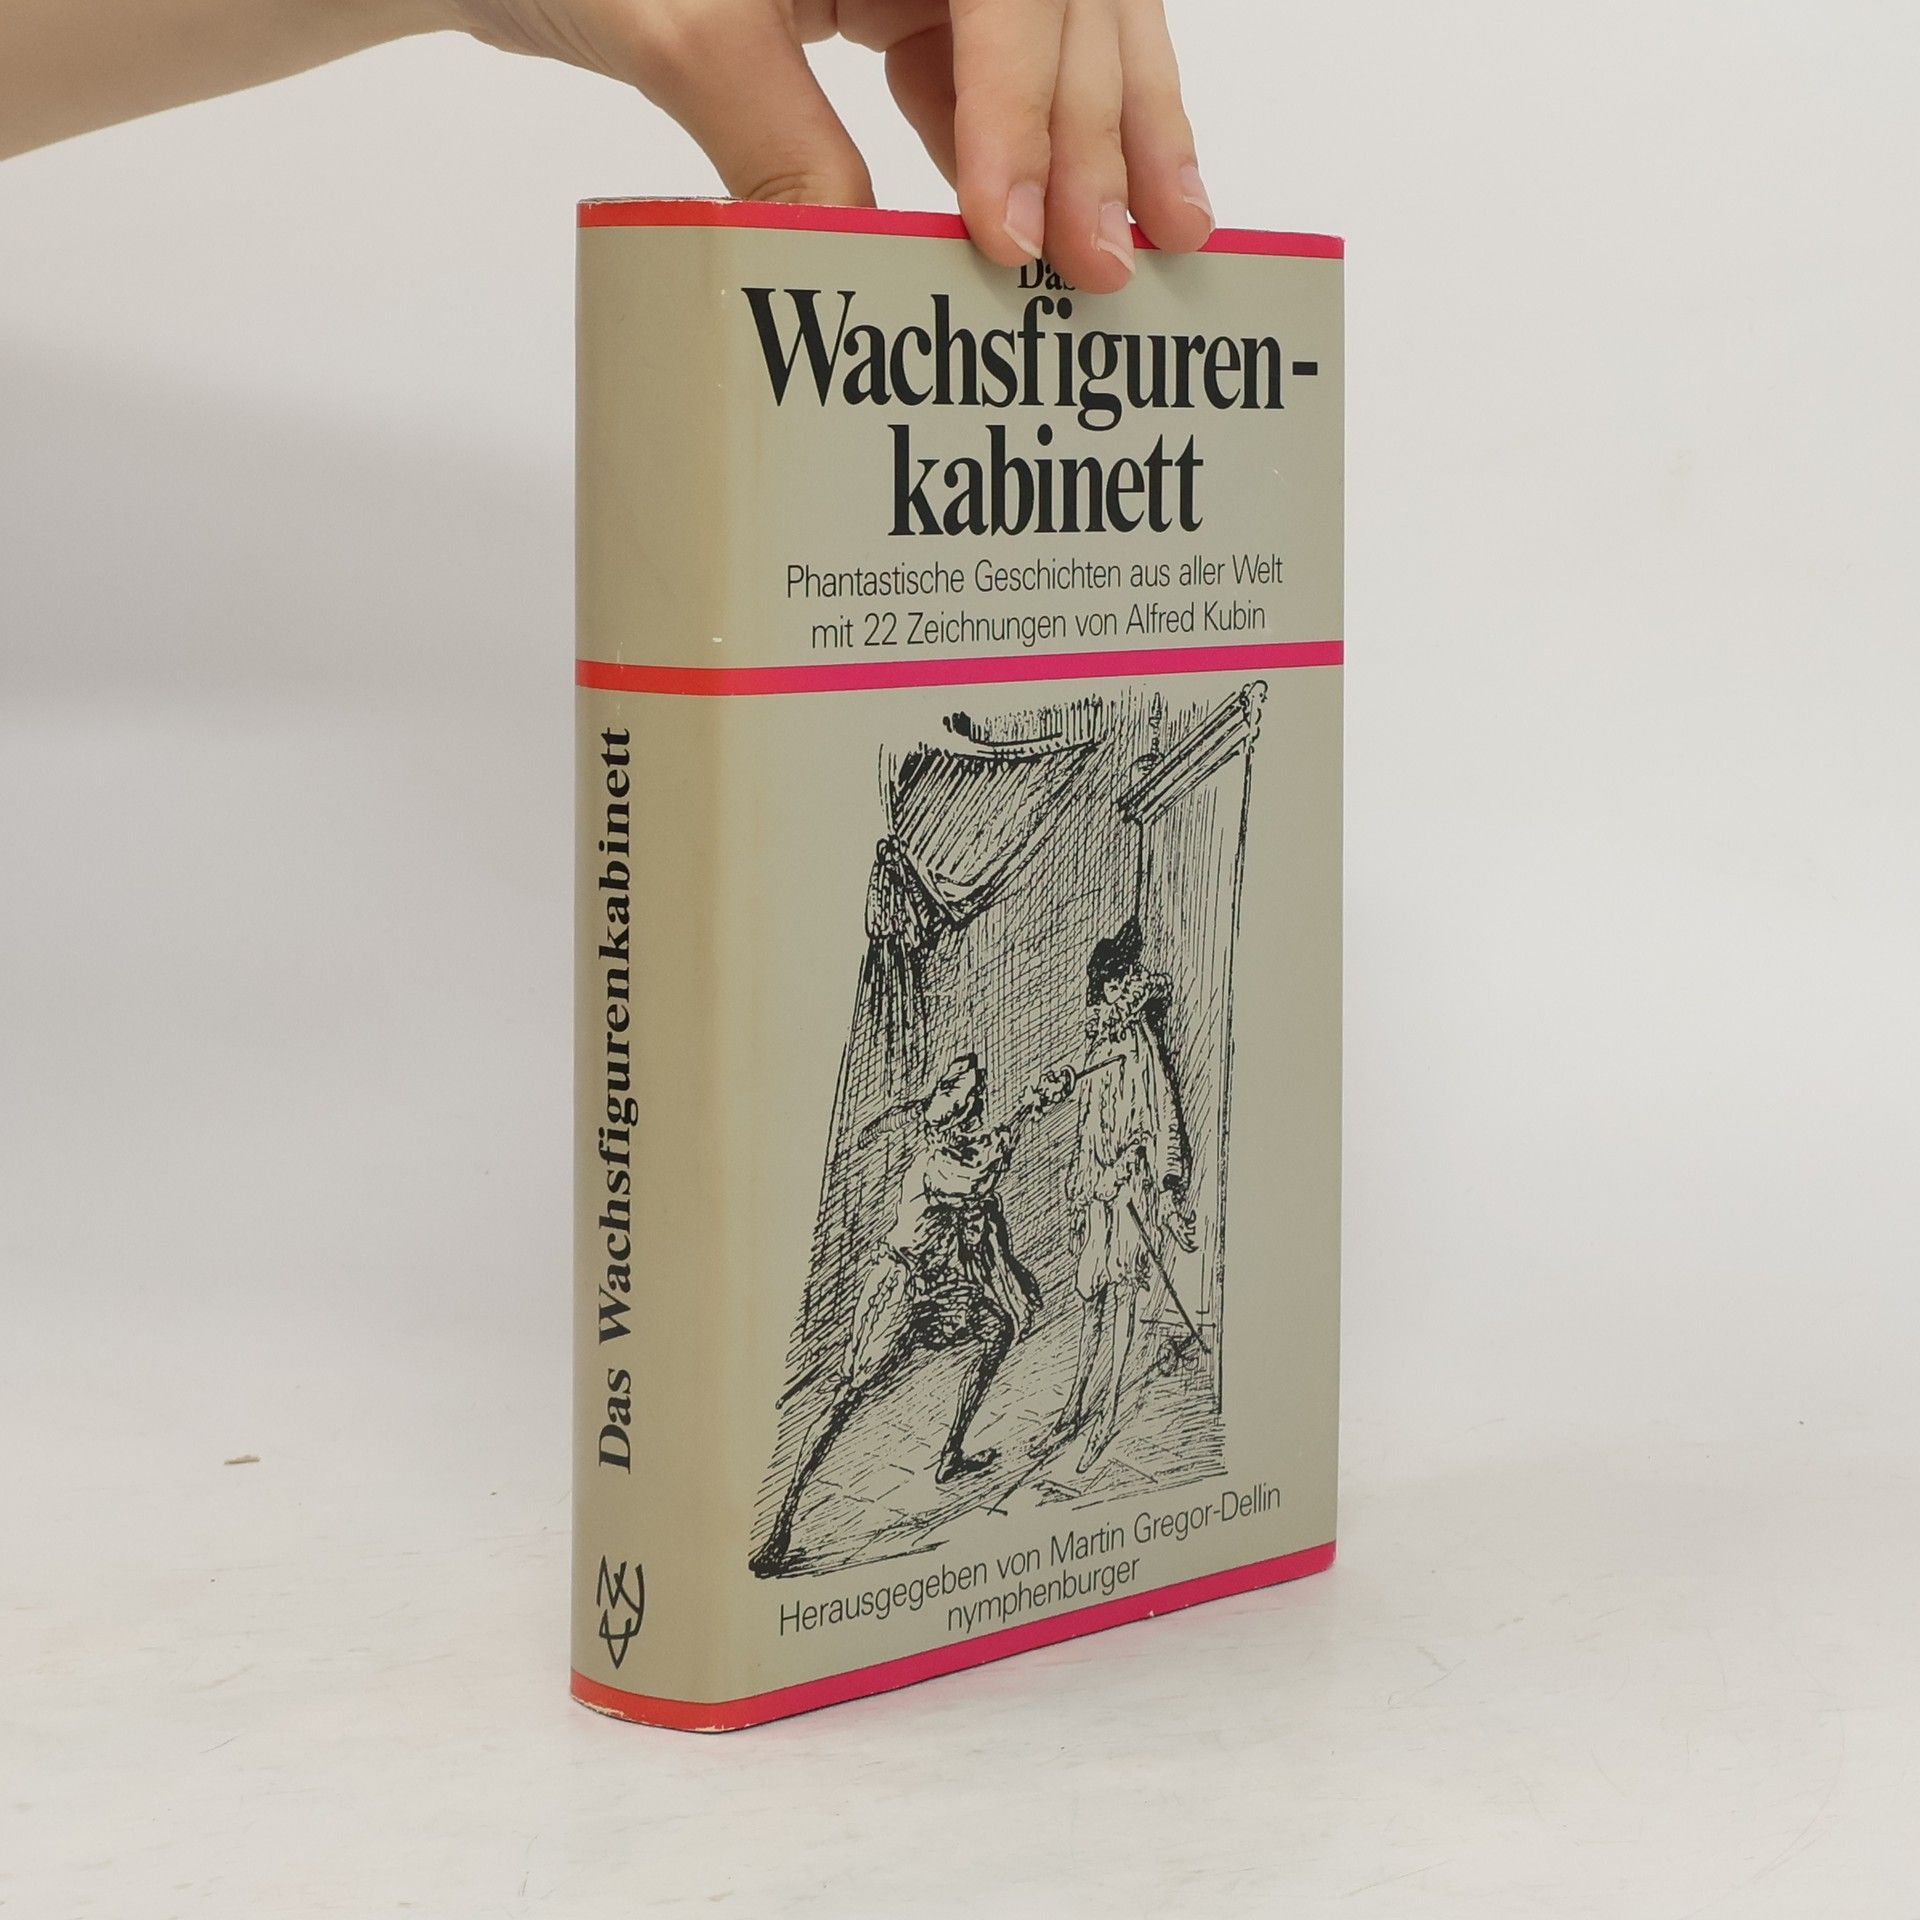 Das
Wachsfiguren-
kabinett
Phantastische Geschichten aus aller Welt
mit 22 Zeichnungen von Alfred Kubin
Herausgegeben von Martin Gregor-Dellin
nymphenburger
Das Wachsfigurenkabinett